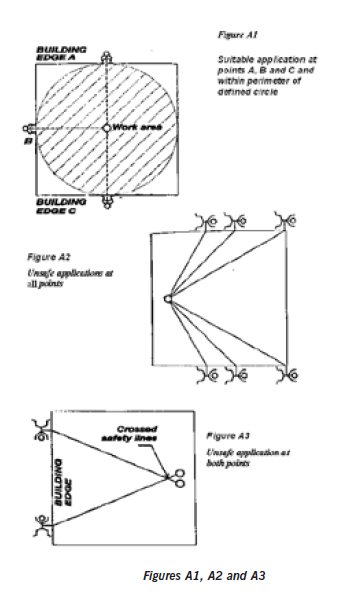 Figure A1
BUILDING
EDGE A
Suitable application at
points A, B and C and
within perimeter of
defined circle
Work area
B
BUILDING
EDGE C
Figure A2
Unsafe applications at
all points
Crossed
safety lines
Figure A3
Unsafe application at
both points
BUILDING
EDGE
Figures A1, A2 and A3